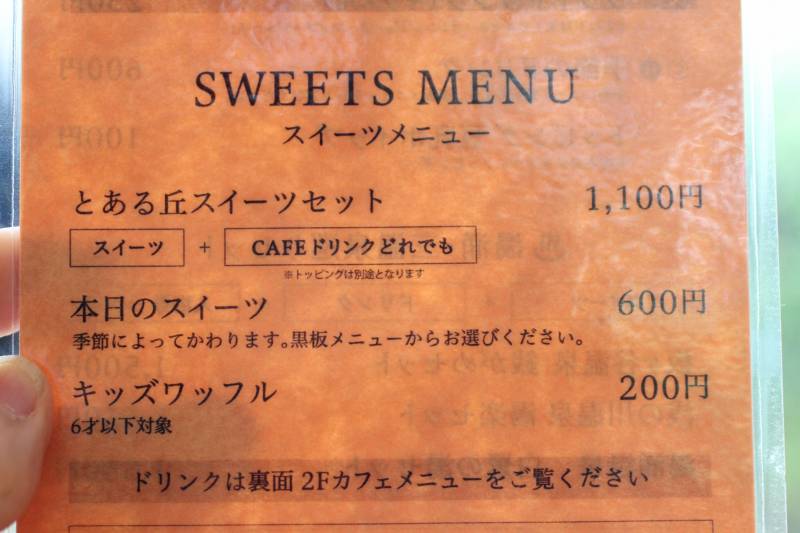 SWEETS MENU
スイーツメニュー
とある丘スイーツセット 1,100円
スイーツ + CAFEドリンクどれでも
※トッピングは別途となります
本日のスイーツ 600円
季節によってかわります。黒板メニューからお選びください。
キッズワッフル 200円
6才以下対象
ドリンクは裏面 2Fカフェメニューをご覧ください